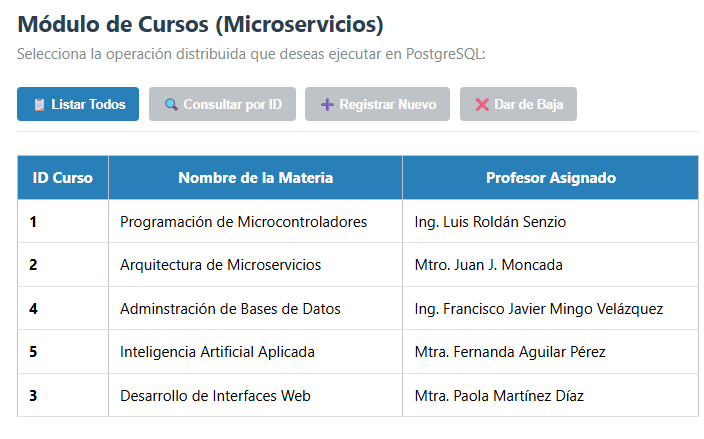 Módulo de Cursos (Microservicios)
Selecciona la operación distribuida que deseas ejecutar en PostgreSQL:
Listar Todos Consultar por ID Registrar Nuevo Dar de Baja
ID Curso Nombre de la Materia Profesor Asignado
1 Programación de Microcontroladores Ing. Luis Roldán Senzio
2 Arquitectura de Microservicios Mtro. Juan J. Moncada
4 Adminstración de Bases de Datos Ing. Francisco Javier Mingo Velázquez
5 Inteligencia Artificial Aplicada Mtra. Fernanda Aguilar Pérez
3 Desarrollo de Interfaces Web Mtra. Paola Martínez Díaz